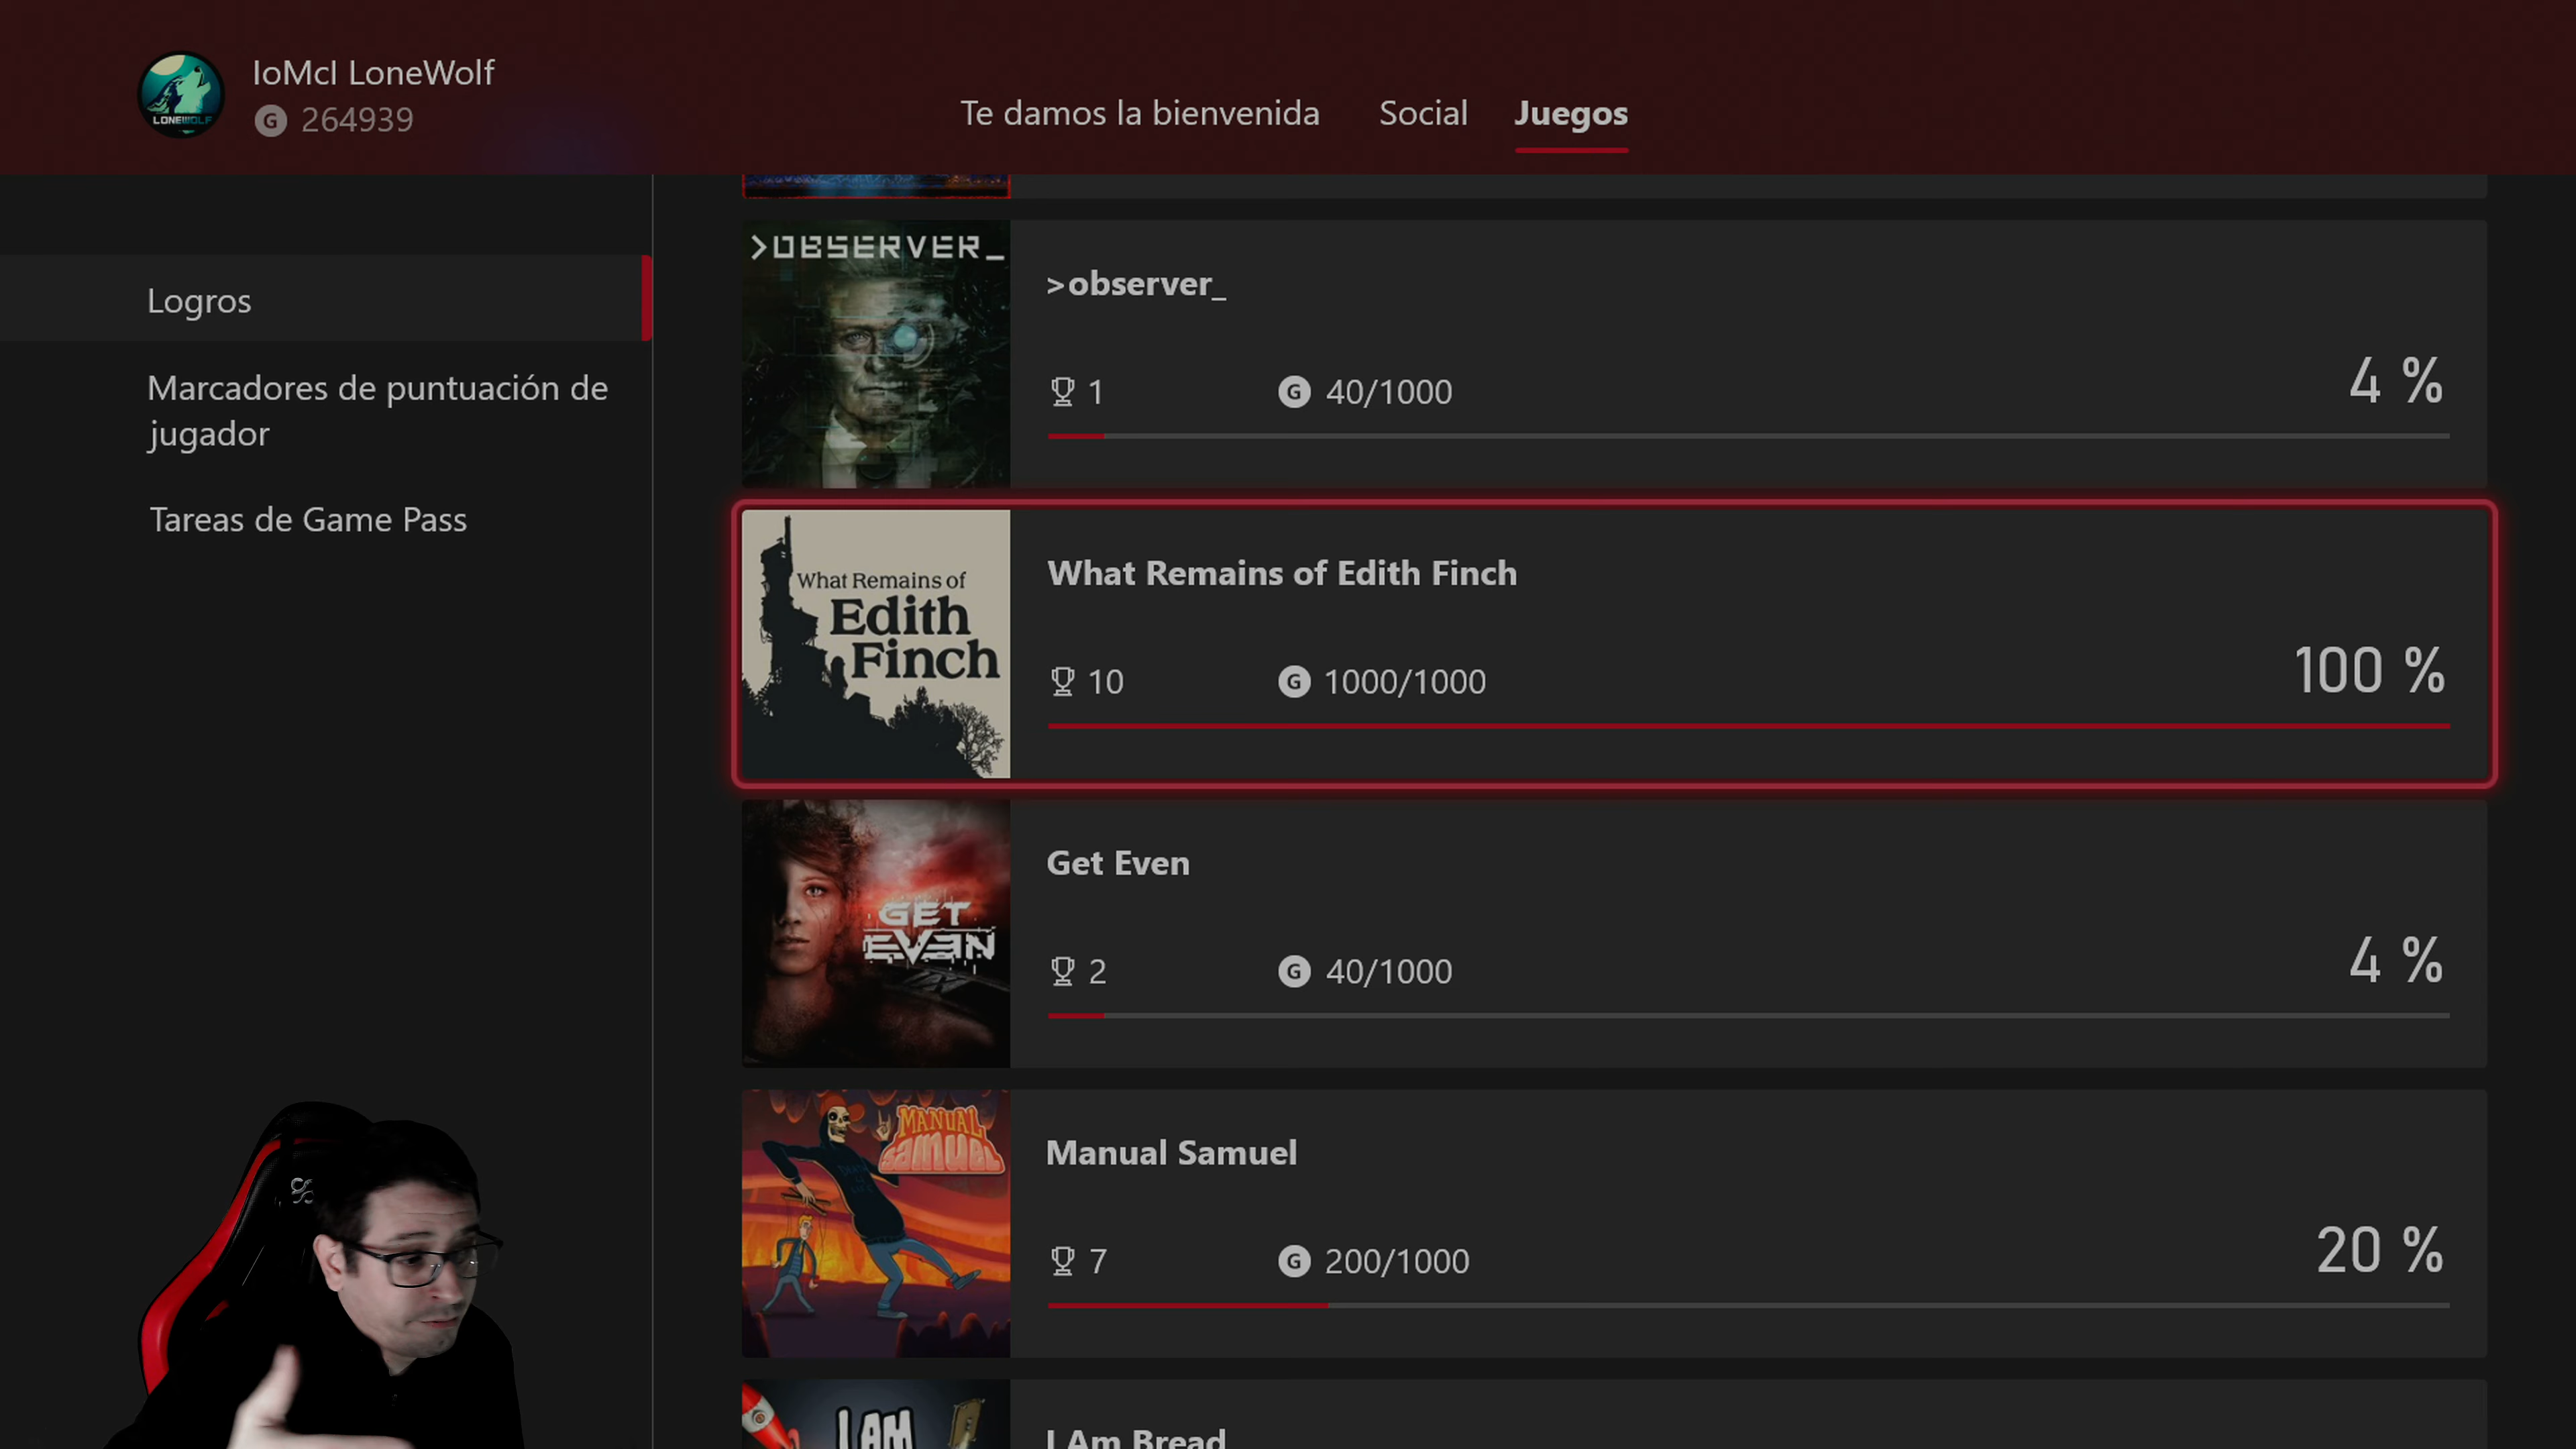 IoMcI LoneWolf
G 264939
LONEWOLF
Te damos la bienvenida
Social
Juegos
Logros
Marcadores de puntuación de
jugador
Tareas de Game Pass
>OBSERVER_
>observer_
1
G 40/1000
4 %
What Remains of
Edith
Finch
What Remains of Edith Finch
10
G 1000/1000
100 %
GET
EVEN
Get Even
2
G 40/1000
4 %
MANUAL
SAMUEL
Manual Samuel
7
G 200/1000
20 %
I AM
I Am Bread